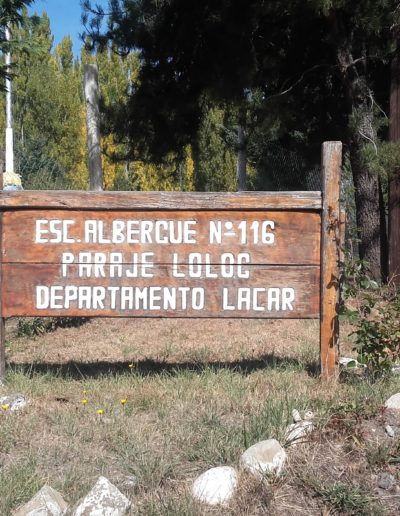 ESC. ALBERGUE Nº 116
PARAJE LOLOG
DEPARTAMENTO LACAR